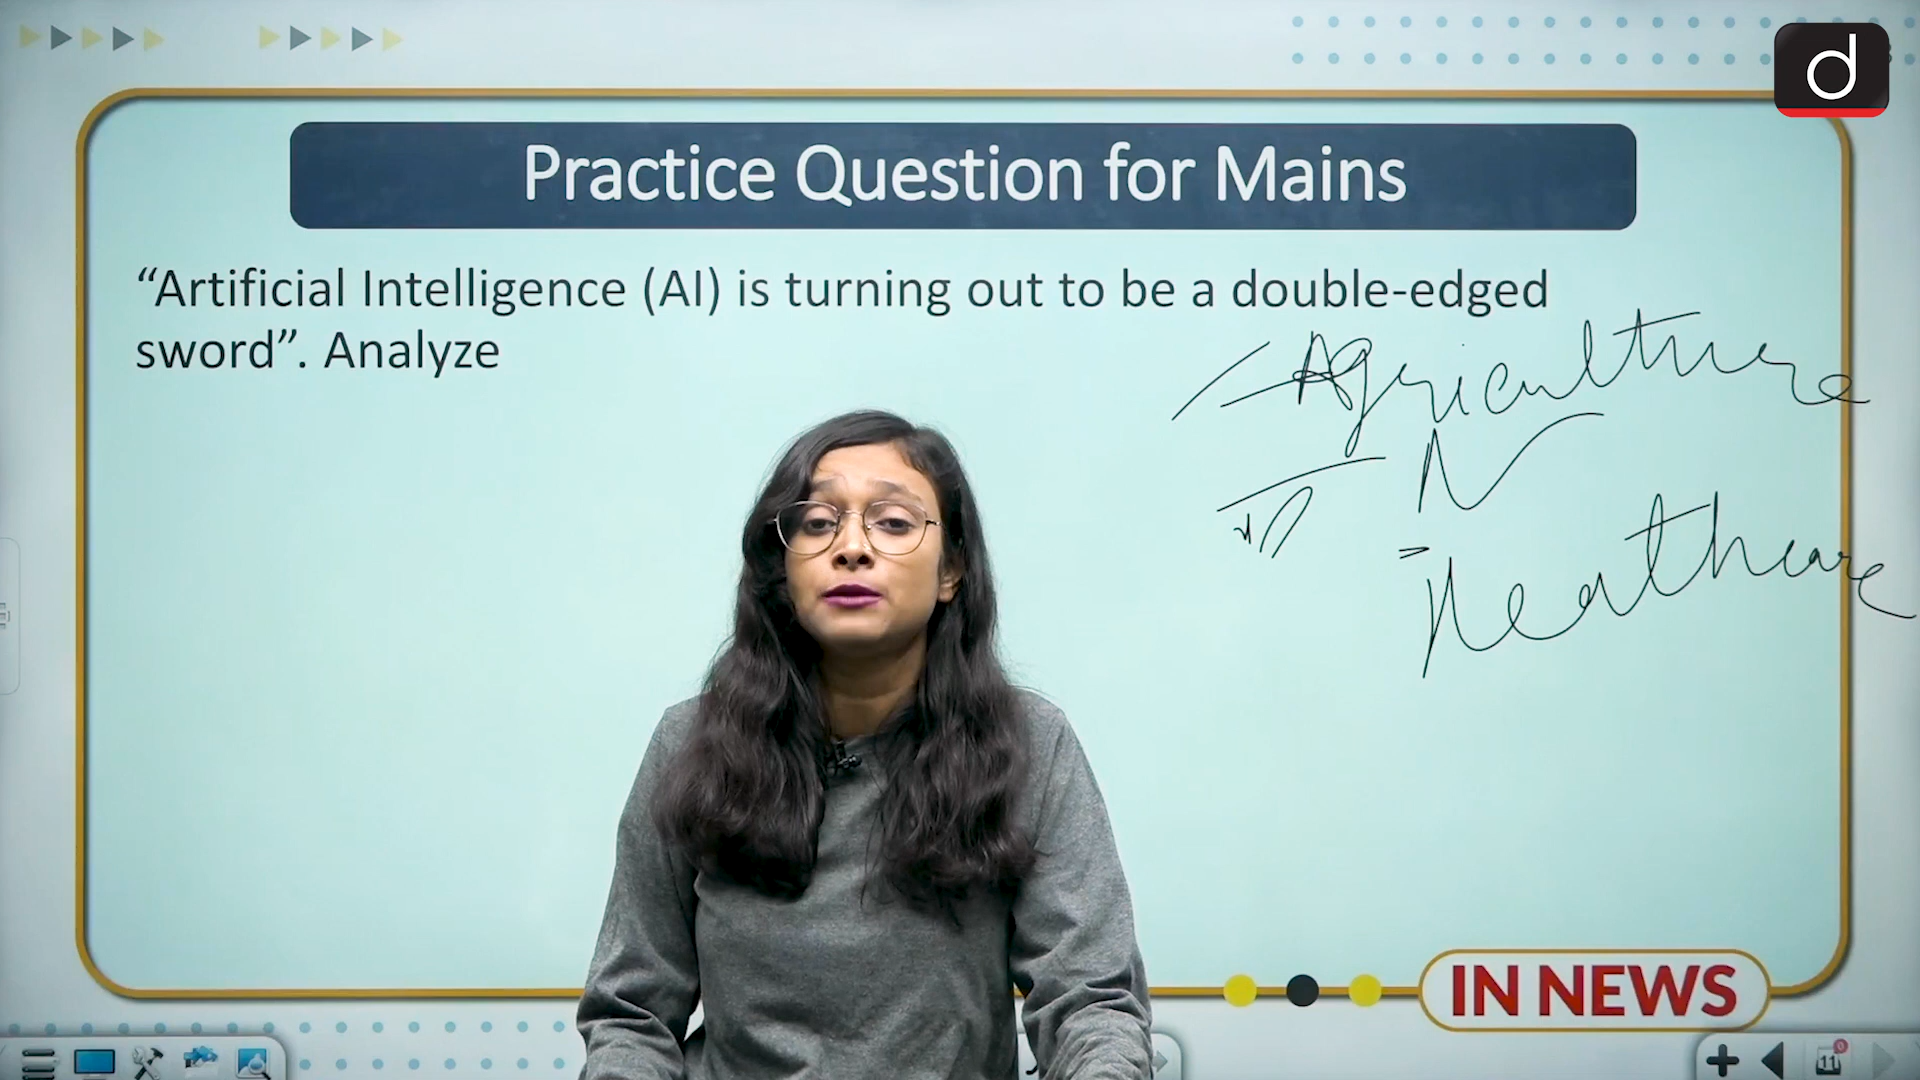 d
Practice Question for Mains
“Artificial Intelligence (AI) is turning out to be a double-edged
sword”. Analyze
Agriculture
Healthcare
IN NEWS
11